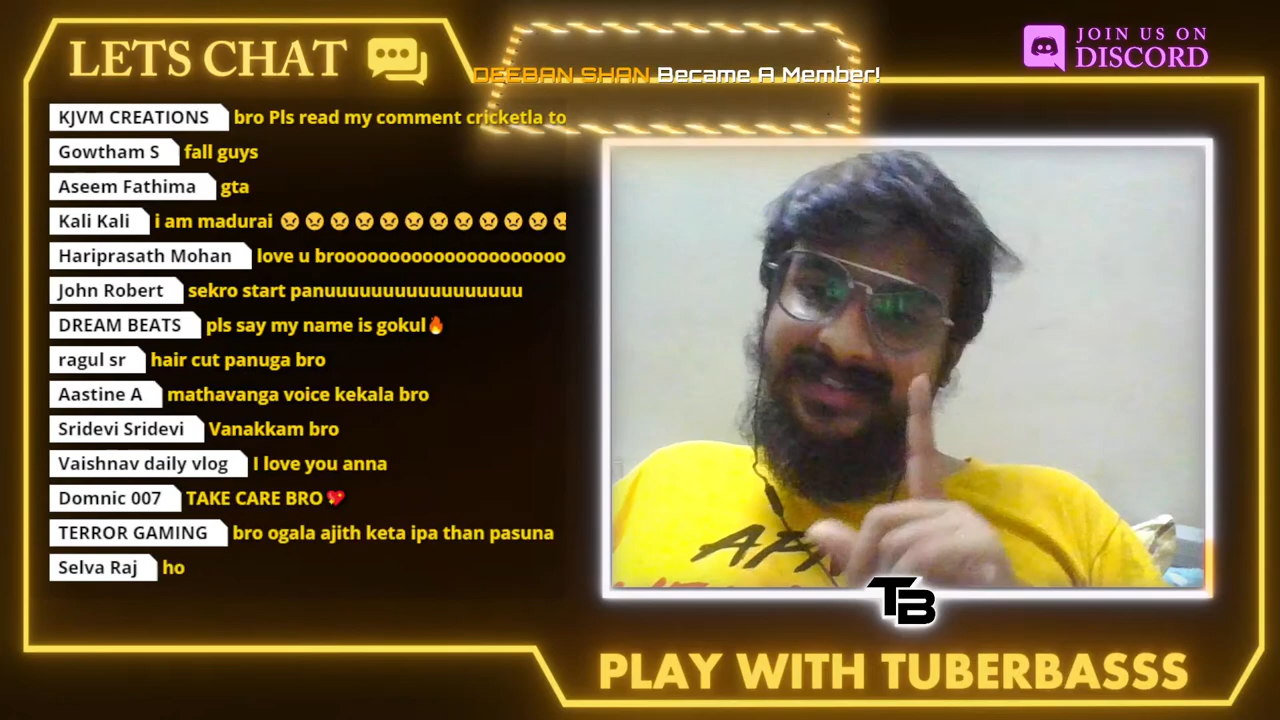 LETS CHAT
DEEBAN SHAN Became A Member!
JOIN US ON
DISCORD
KJVM CREATIONS bro Pls read my comment cricketla to
Gowtham S fall guys
Aseem Fathima gta
Kali Kali i am madurai 😠😠😠😠😠😠😠😠😠😠😠😠
Hariprasath Mohan love u brooooooooooooooooooooo
John Robert sekro start panuuuuuuuuuuuuuuuuu
DREAM BEATS pls say my name is gokul🔥
ragul sr hair cut panuga bro
Aastine A mathavanga voice kekala bro
Sridevi Sridevi Vanakkam bro
Vaishnav daily vlog I love you anna
Domnic 007 TAKE CARE BRO💖
TERROR GAMING bro ogala ajith keta ipa than pasuna
Selva Raj ho
TB
PLAY WITH TUBERBASSS